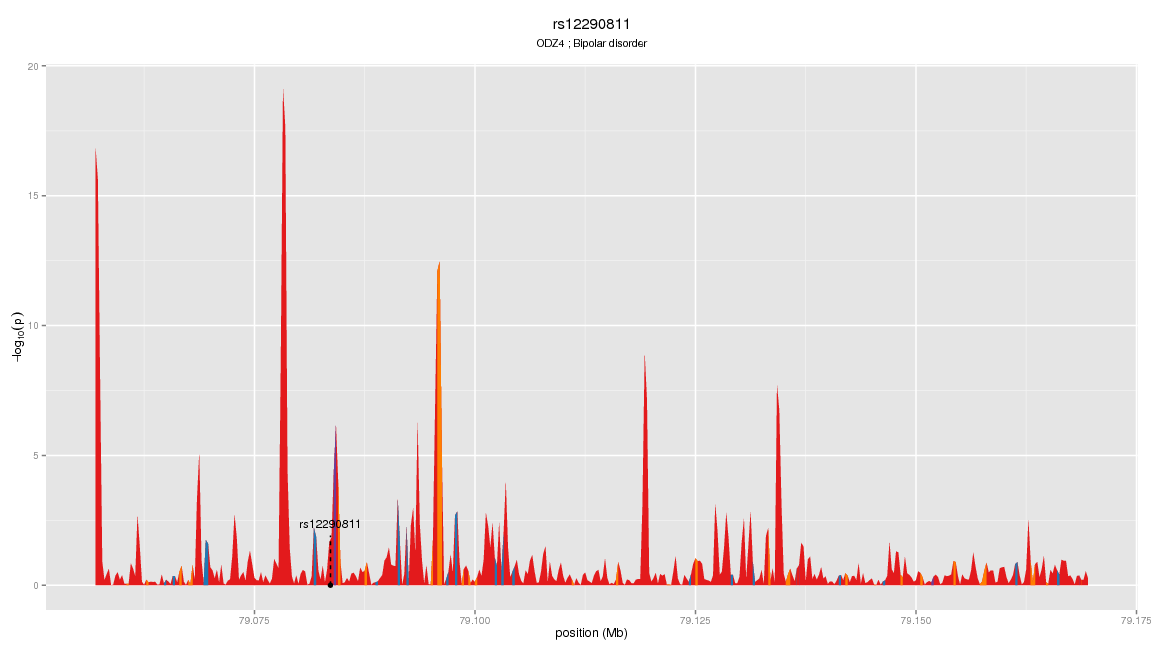 rs12290811
ODZ4 ; Bipolar disorder
20
15
10
5
0
−log10(p)
rs12290811
79.075
79.100
79.125
79.150
79.175
position (Mb)